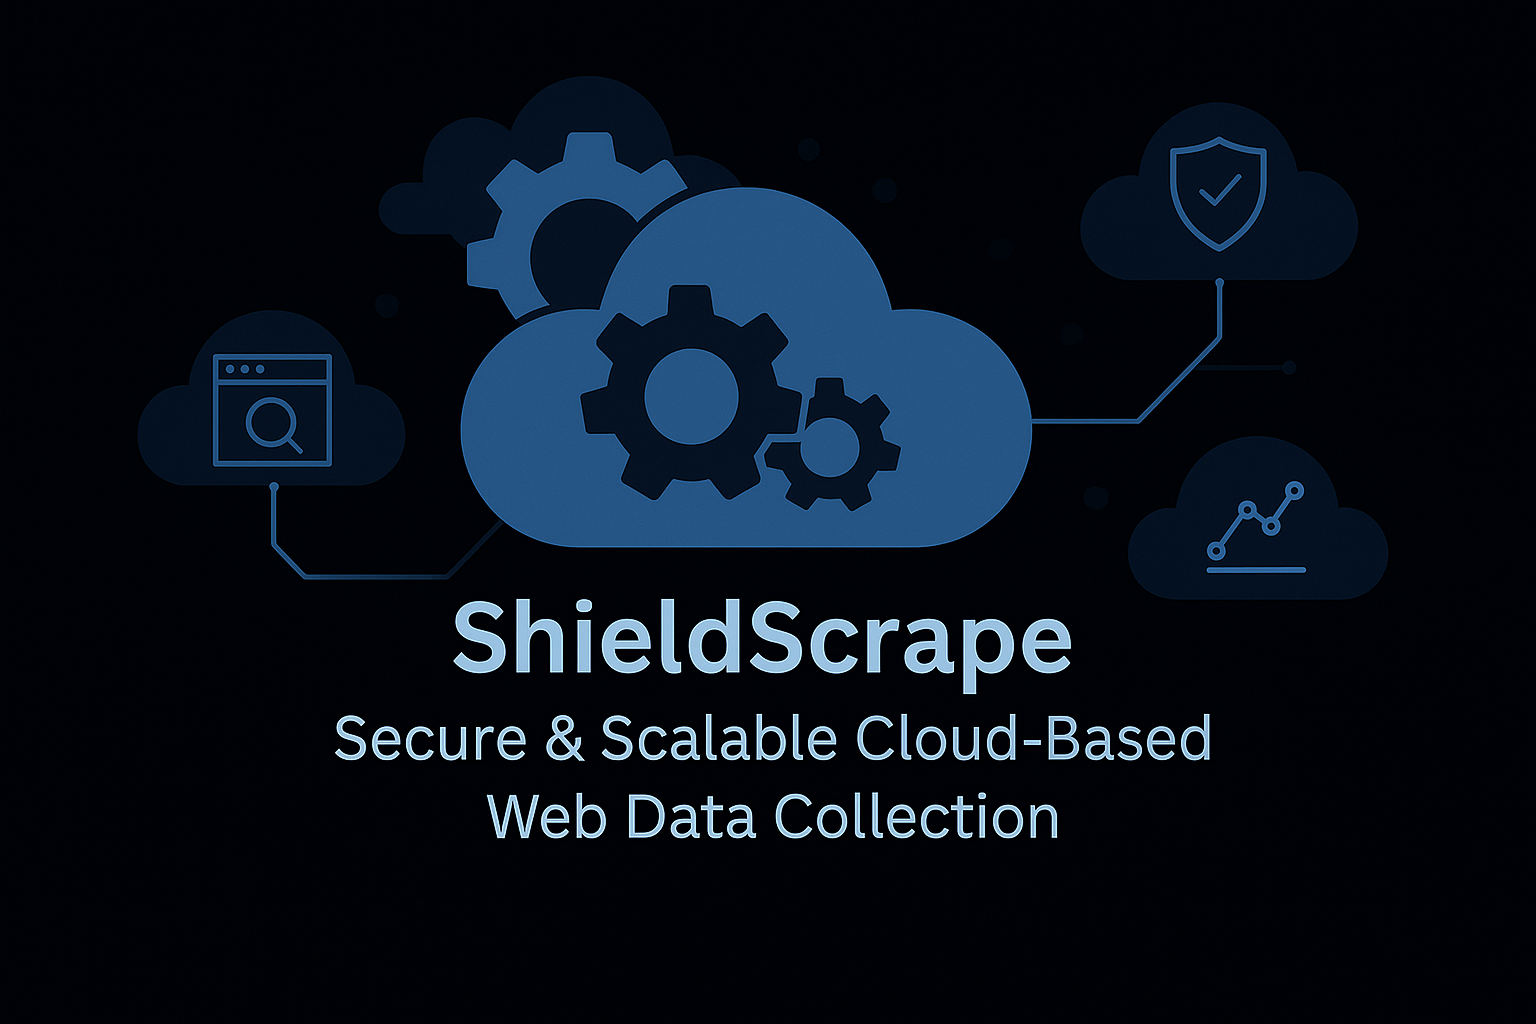 ShieldScrape
Secure & Scalable Cloud-Based
Web Data Collection